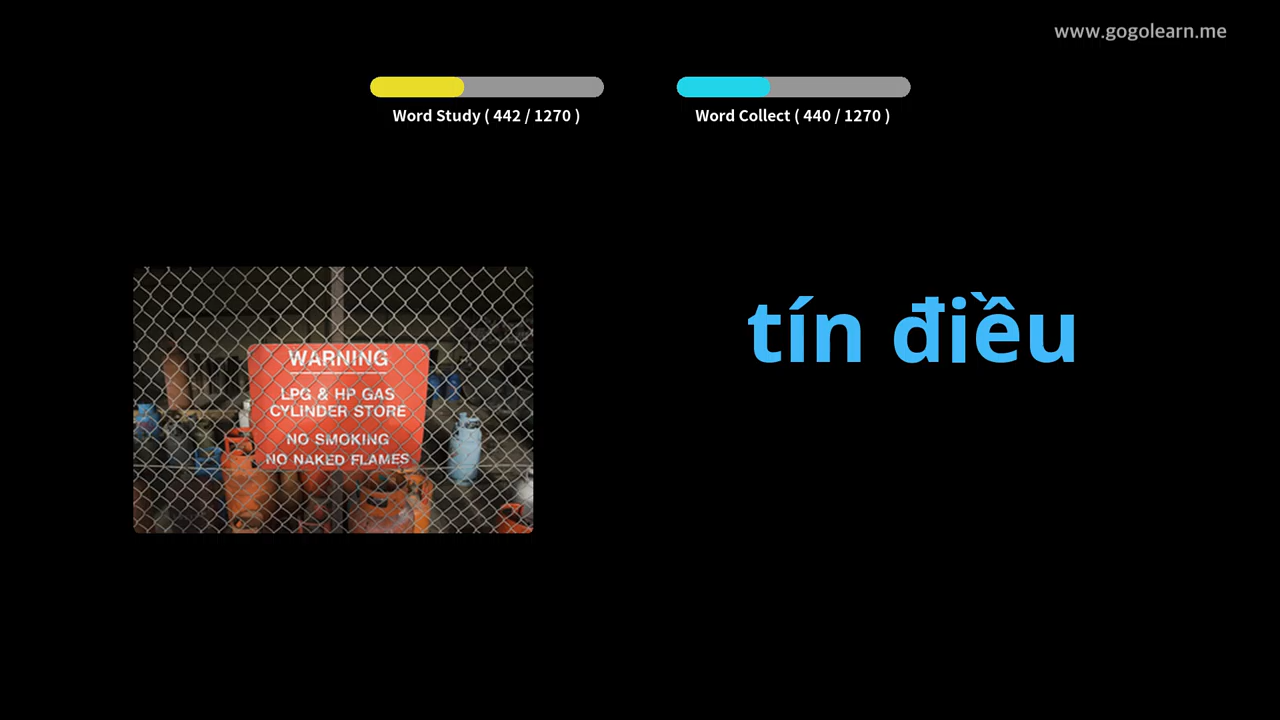 www.gogolearn.me
Word Study ( 442 / 1270 )
Word Collect ( 440 / 1270 )
tín điều
WARNING
LPG & HP GAS
CYLINDER STORE
NO SMOKING
NO NAKED FLAMES